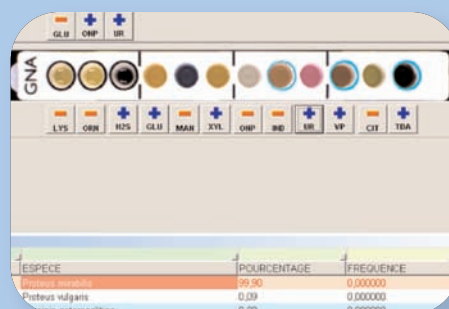 GLU ONP UR
GNA
LYS ORN H2S GLU MAN XYL ONP IND UR VP CIT TDA
ESPECE POURCENTAGE FREQUENCE
Proteus mirabilis 99,90 0,000000
Proteus vulgaris 0,09 0,000000